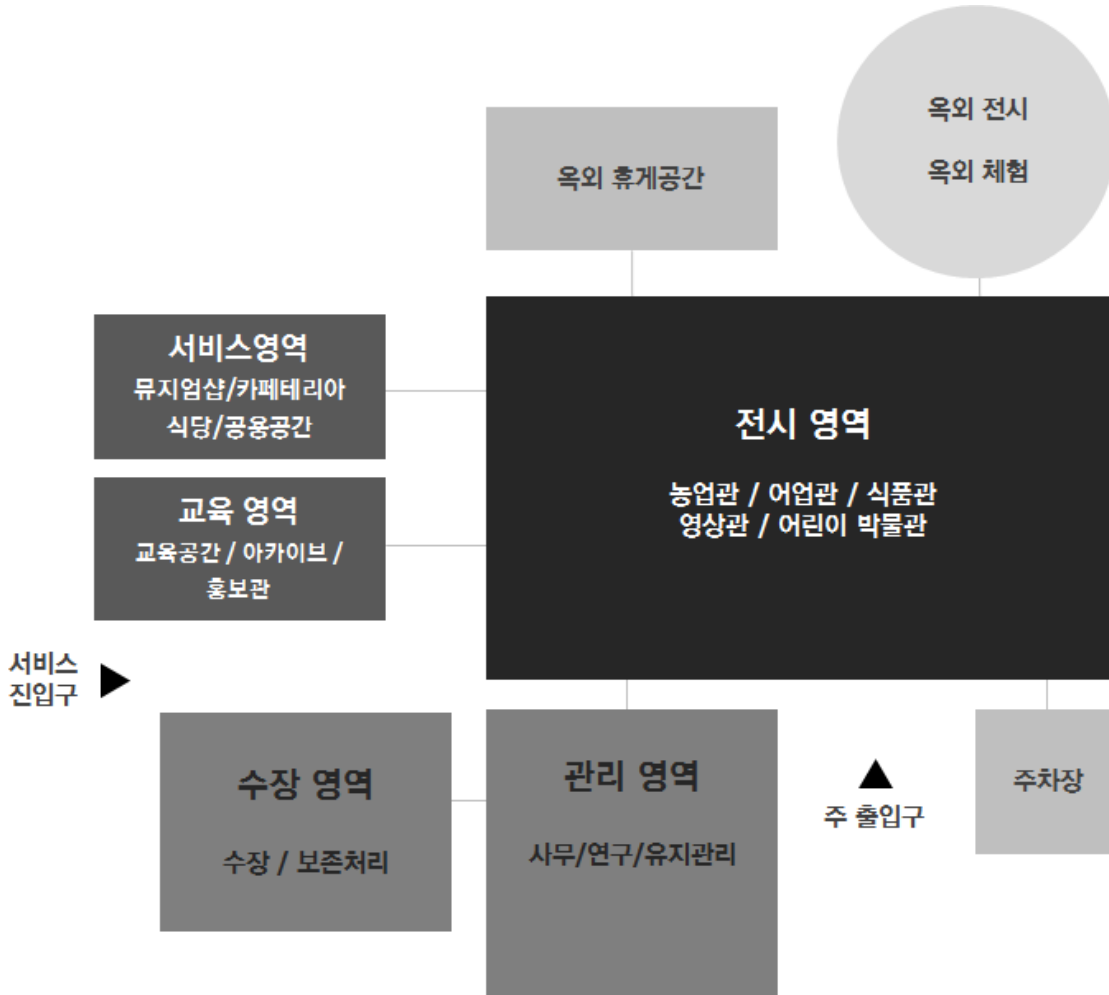 옥외 전시
옥외 체험
옥외 휴게공간
서비스영역
뮤지엄샵/카페테리아
식당/공용공간
전시 영역
농업관 / 어업관 / 식품관
영상관 / 어린이 박물관
교육 영역
교육공간 / 아카이브 /
홍보관
서비스
진입구
수장 영역
수장 / 보존처리
관리 영역
사무/연구/유지관리
주 출입구
주차장